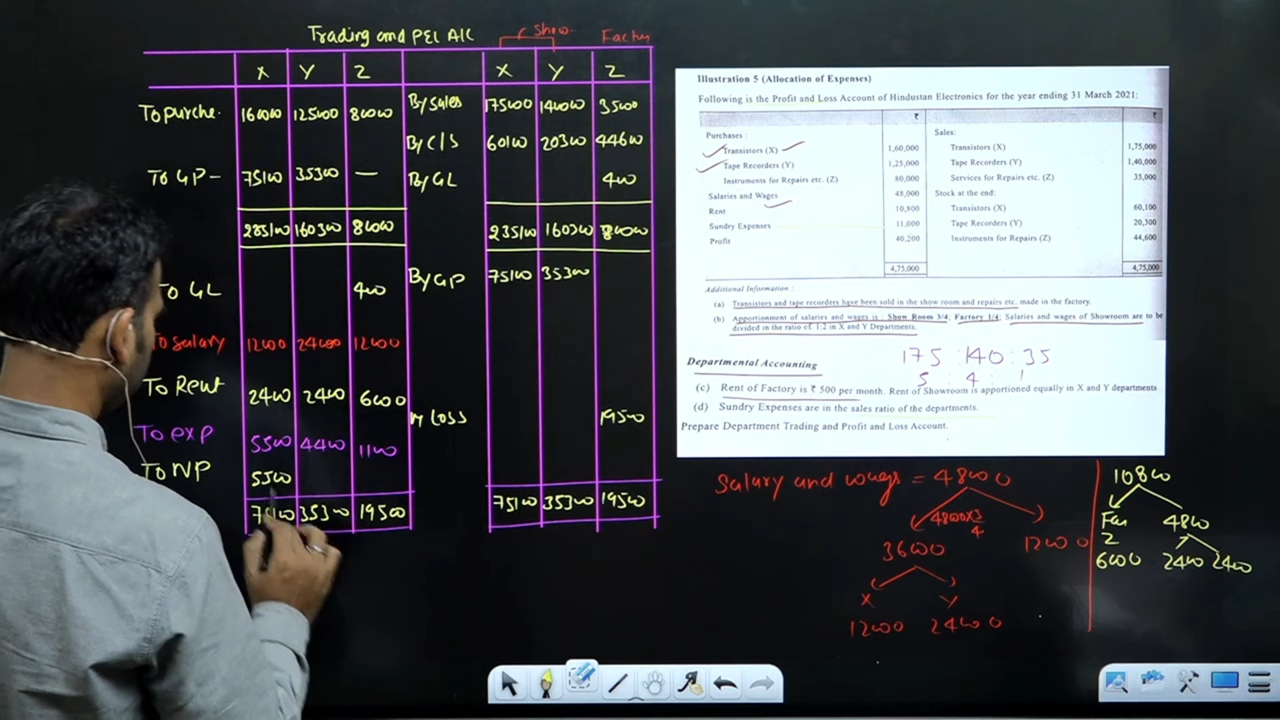 Trading and P&L A/C
Show
Factory
X Y Z X Y Z
To purche. 160000 125000 80000 By Sales 175000 140000 35000
By C/S 60100 20300 44600
To GP- 75100 35300 — By GL 400
235100 160300 80000 235100 160300 80000
To GL 400 By GP 75100 35300
To Salary 12000 24000 12000
To Rent 2400 2400 6000
N Loss 19500
To exp 5500 4400 1100
To NP 5500
35300 19500 75100 35300 19500
Illustration 5 (Allocation of Expenses)
Following is the Profit and Loss Account of Hindustan Electronics for the year ending 31 March 2021:
₹ ₹
Purchases : Sales:
Transistors (X) 1,60,000 Transistors (X) 1,75,000
Tape Recorders (Y) 1,25,000 Tape Recorders (Y) 1,40,000
Instruments for Repairs etc. (Z) 80,000 Services for Repairs etc. (Z) 35,000
Salaries and Wages 48,000 Stock at the end:
Rent 10,800 Transistors (X) 60,100
Sundry Expenses 11,000 Tape Recorders (Y) 20,300
Profit 40,200 Instruments for Repairs (Z) 44,600
4,75,000 4,75,000
Additional Information :
(a) Transistors and tape recorders have been sold in the show room and repairs etc. made in the factory.
(b) Apportionment of salaries and wages is : Show Room 3/4; Factory 1/4; Salaries and wages of Showroom are to be
divided in the ratio of. 1:2 in X and Y Departments.
175 : 140 : 35
Departmental Accounting
5 : 4 : 1
(c) Rent of Factory is ₹ 500 per month. Rent of Showroom is apportioned equally in X and Y departments
(d) Sundry Expenses are in the sales ratio of the departments.
Prepare Department Trading and Profit and Loss Account.
Salary and wages = 48000
48000×3/4
36000 12000
X Y
12000 24000
10800
Fac 4800
Z
6000 2400 2400